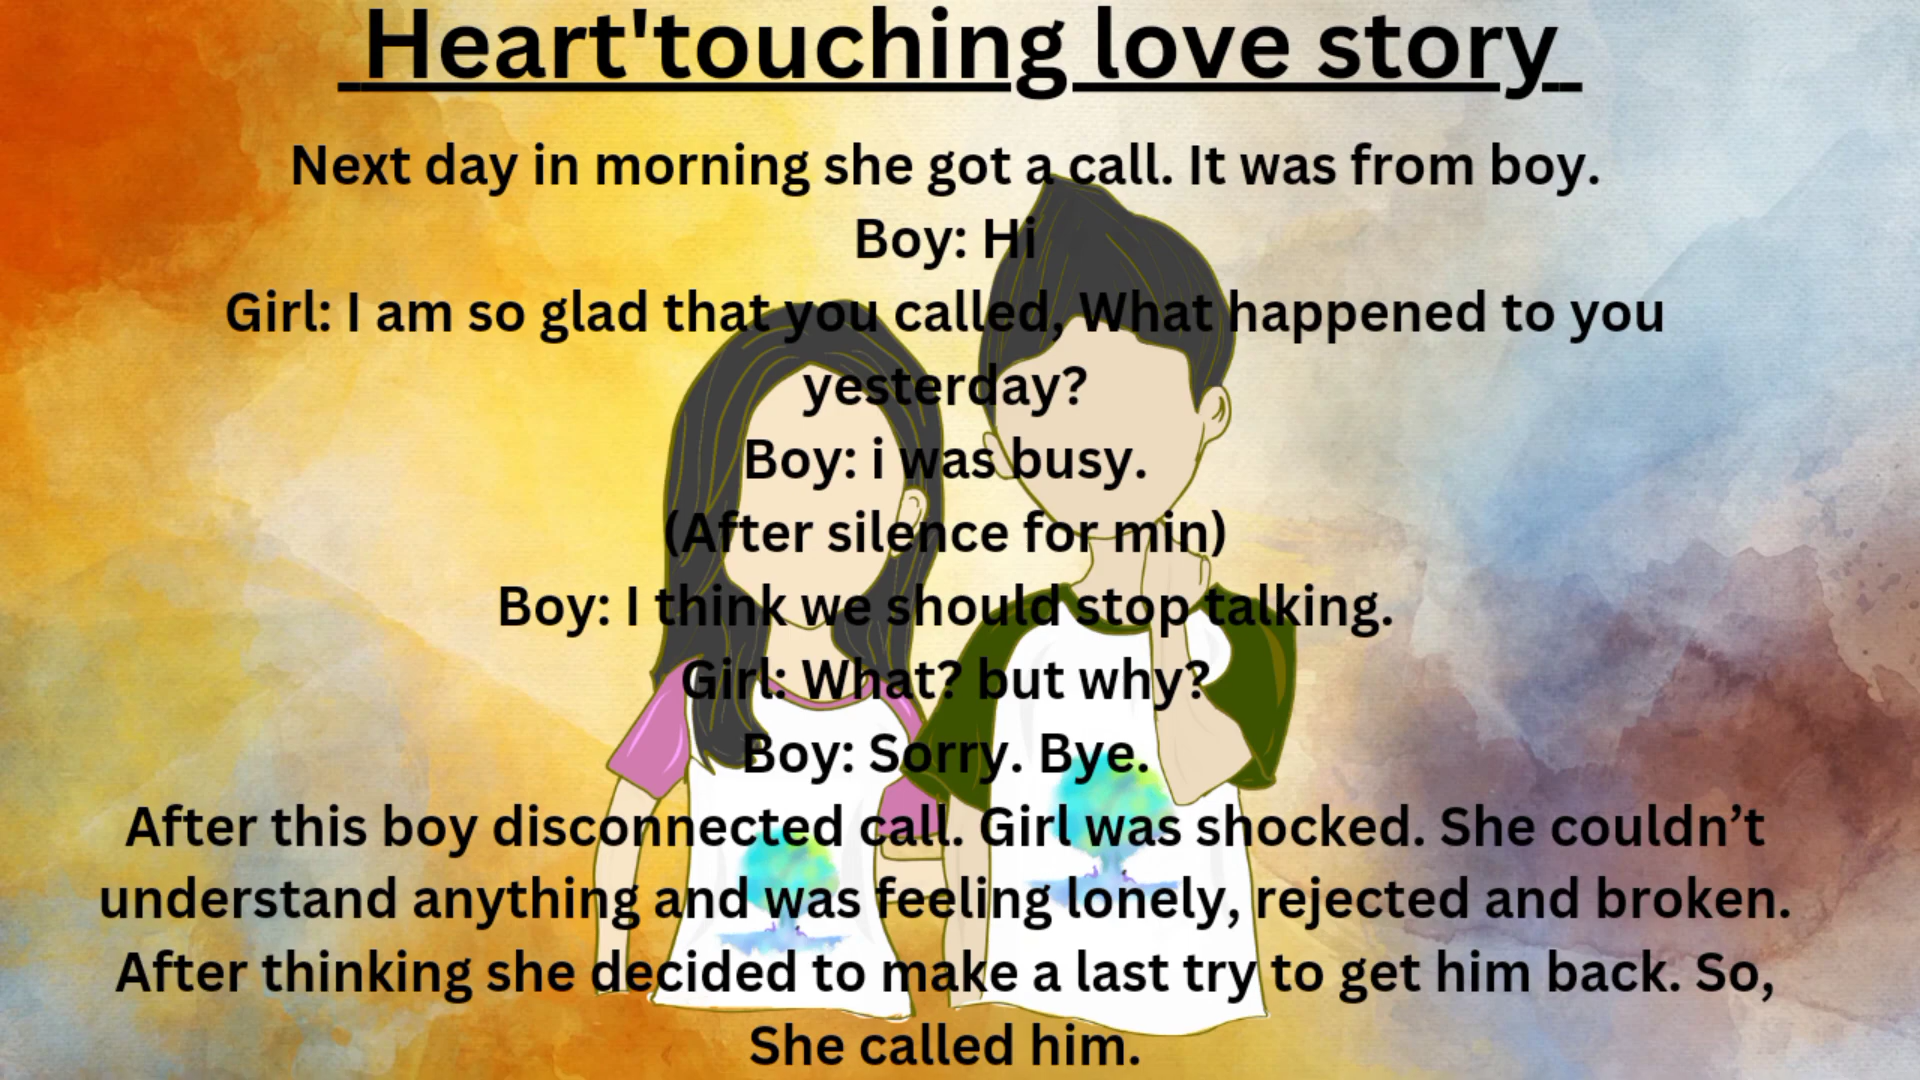 Heart'touching love story
Next day in morning she got a call. It was from boy.
Boy: Hi
Girl: I am so glad that you called, What happened to you
yesterday?
Boy: i was busy.
(After silence for min)
Boy: I think we should stop talking.
Girl: What? but why?
Boy: Sorry. Bye.
After this boy disconnected call. Girl was shocked. She couldn’t
understand anything and was feeling lonely, rejected and broken.
After thinking she decided to make a last try to get him back. So,
She called him.